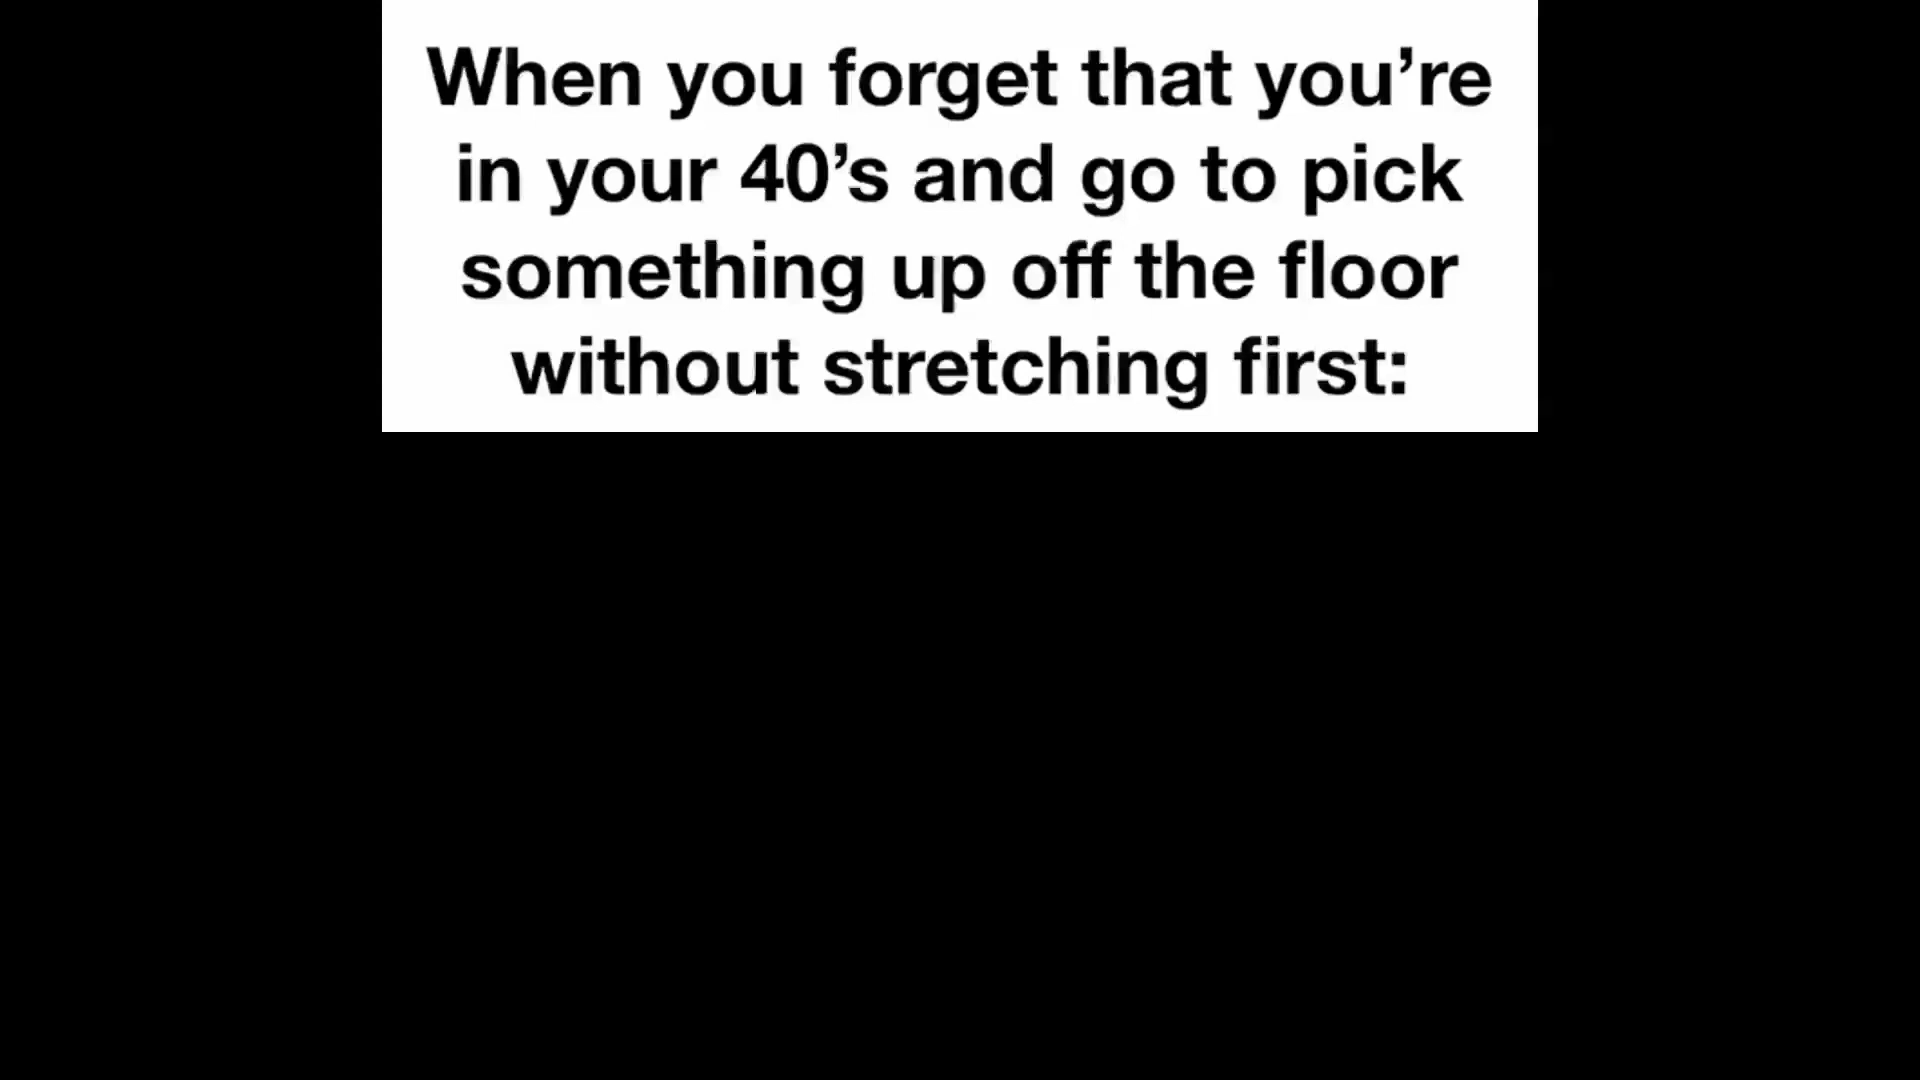 When you forget that you’re
in your 40’s and go to pick
something up off the floor
without stretching first: